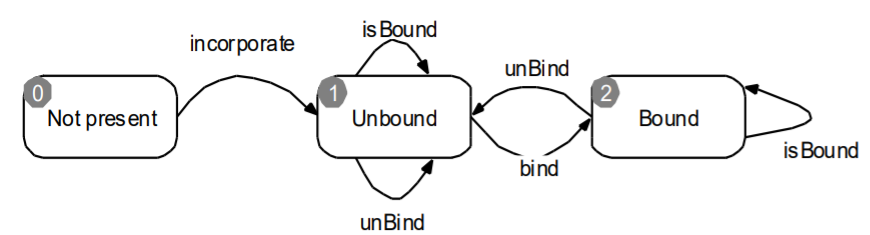 isBound
incorporate
unBind
0
1
2
Not present
Unbound
Bound
bind
isBound
unBind